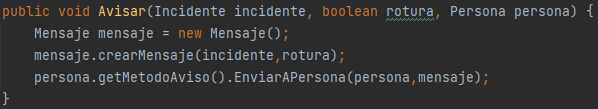 public void Avisar(Incidente incidente, boolean rotura, Persona persona) {
Mensaje mensaje = new Mensaje();
mensaje.crearMensaje(incidente,rotura);
persona.getMetodoAviso().EnviarAPersona(persona,mensaje);
}